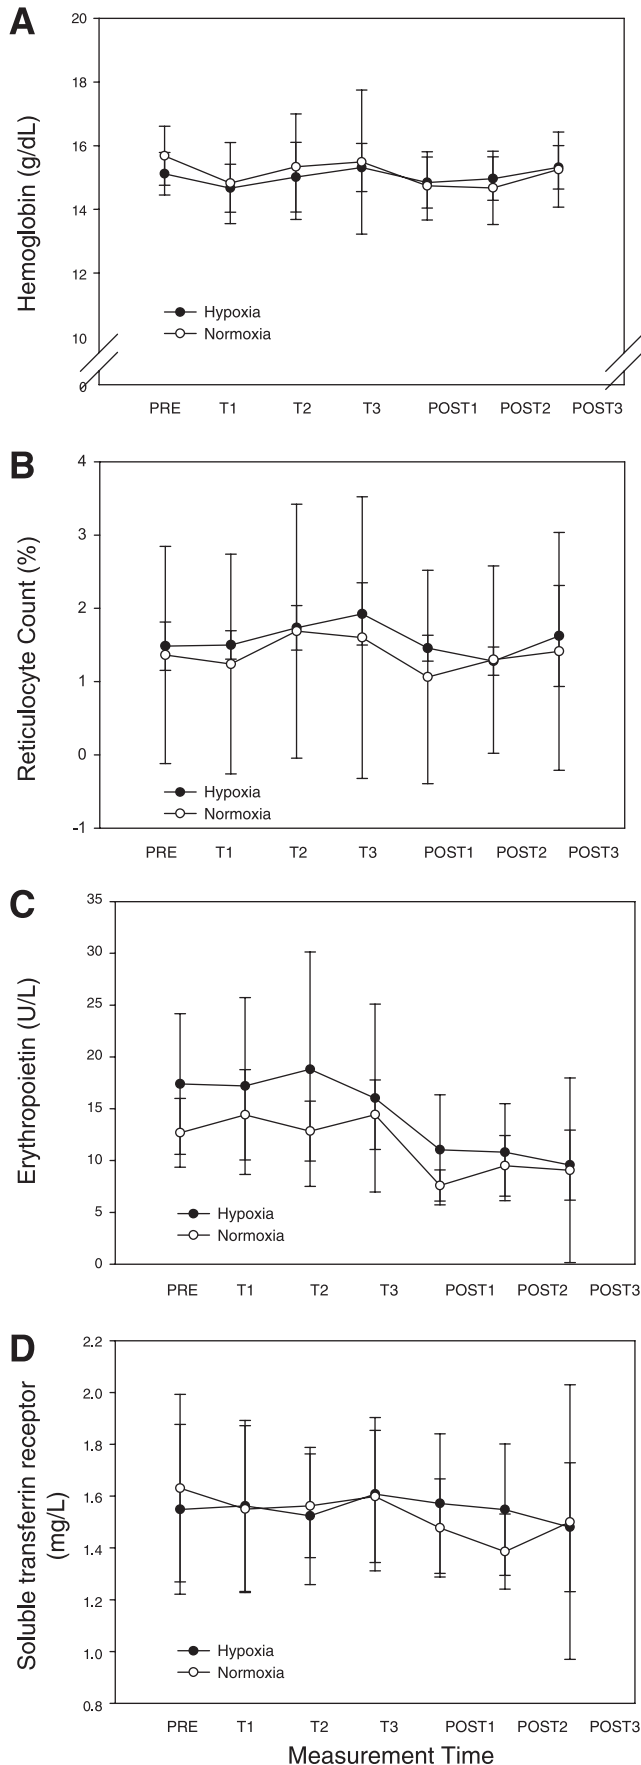 A
Hemoglobin (g/dL)
20
18
16
14
12
10
0
Hypoxia
Normoxia
PRE T1 T2 T3 POST1 POST2 POST3
B
Reticulocyte Count (%)
4
3
2
1
0
-1
Hypoxia
Normoxia
PRE T1 T2 T3 POST1 POST2 POST3
C
Erythropoietin (U/L)
35
30
25
20
15
10
5
0
Hypoxia
Normoxia
PRE T1 T2 T3 POST1 POST2 POST3
D
Soluble transferrin receptor
(mg/L)
2.2
2.0
1.8
1.6
1.4
1.2
1.0
0.8
Hypoxia
Normoxia
PRE T1 T2 T3 POST1 POST2 POST3
Measurement Time